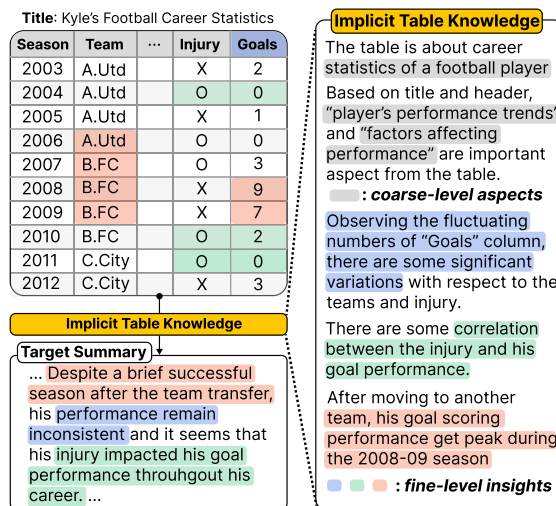 Title: Kyle's Football Career Statistics
Season Team ... Injury Goals
2003 A.Utd X 2
2004 A.Utd O 0
2005 A.Utd X 1
2006 A.Utd O 0
2007 B.FC O 3
2008 B.FC X 9
2009 B.FC X 7
2010 B.FC O 2
2011 C.City O 0
2012 C.City X 3
Implicit Table Knowledge
Target Summary
... Despite a brief successful
season after the team transfer,
his performance remain
inconsistent and it seems that
his injury impacted his goal
performance throuhgout his
career. ...
Implicit Table Knowledge
The table is about career
statistics of a football player
Based on title and header,
“player's performance trends”
and “factors affecting
performance” are important
aspect from the table.
: coarse-level aspects
Observing the fluctuating
numbers of “Goals” column,
there are some significant
variations with respect to the
teams and injury.
There are some correlation
between the injury and his
goal performance.
After moving to another
team, his goal scoring
performance get peak during
the 2008-09 season
: fine-level insights